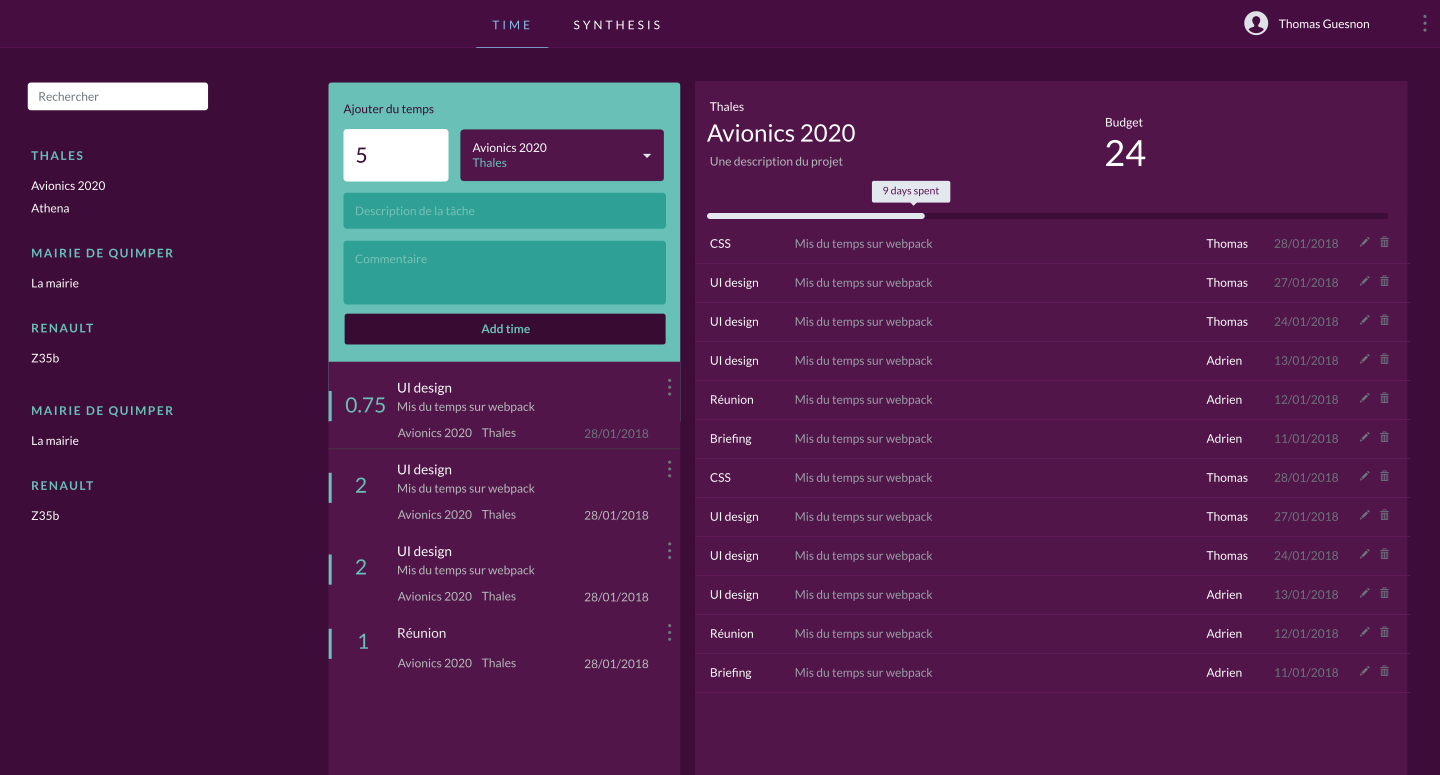 TIME SYNTHESIS Thomas Guesnon
Rechercher
THALES
Avionics 2020
Athena
MAIRIE DE QUIMPER
La mairie
RENAULT
Z35b
MAIRIE DE QUIMPER
La mairie
RENAULT
Z35b
Ajouter du temps
5
Avionics 2020
Thales
Description de la tâche
Commentaire
Add time
UI design
0.75
Mis du temps sur webpack
Avionics 2020 Thales 28/01/2018
UI design
2
Mis du temps sur webpack
Avionics 2020 Thales 28/01/2018
UI design
2
Mis du temps sur webpack
Avionics 2020 Thales 28/01/2018
Réunion
1
Avionics 2020 Thales 28/01/2018
Thales
Avionics 2020
Une description du projet
Budget
24
9 days spent
CSS Mis du temps sur webpack Thomas 28/01/2018
UI design Mis du temps sur webpack Thomas 27/01/2018
UI design Mis du temps sur webpack Thomas 24/01/2018
UI design Mis du temps sur webpack Adrien 13/01/2018
Réunion Mis du temps sur webpack Adrien 12/01/2018
Briefing Mis du temps sur webpack Adrien 11/01/2018
CSS Mis du temps sur webpack Thomas 28/01/2018
UI design Mis du temps sur webpack Thomas 27/01/2018
UI design Mis du temps sur webpack Thomas 24/01/2018
UI design Mis du temps sur webpack Adrien 13/01/2018
Réunion Mis du temps sur webpack Adrien 12/01/2018
Briefing Mis du temps sur webpack Adrien 11/01/2018